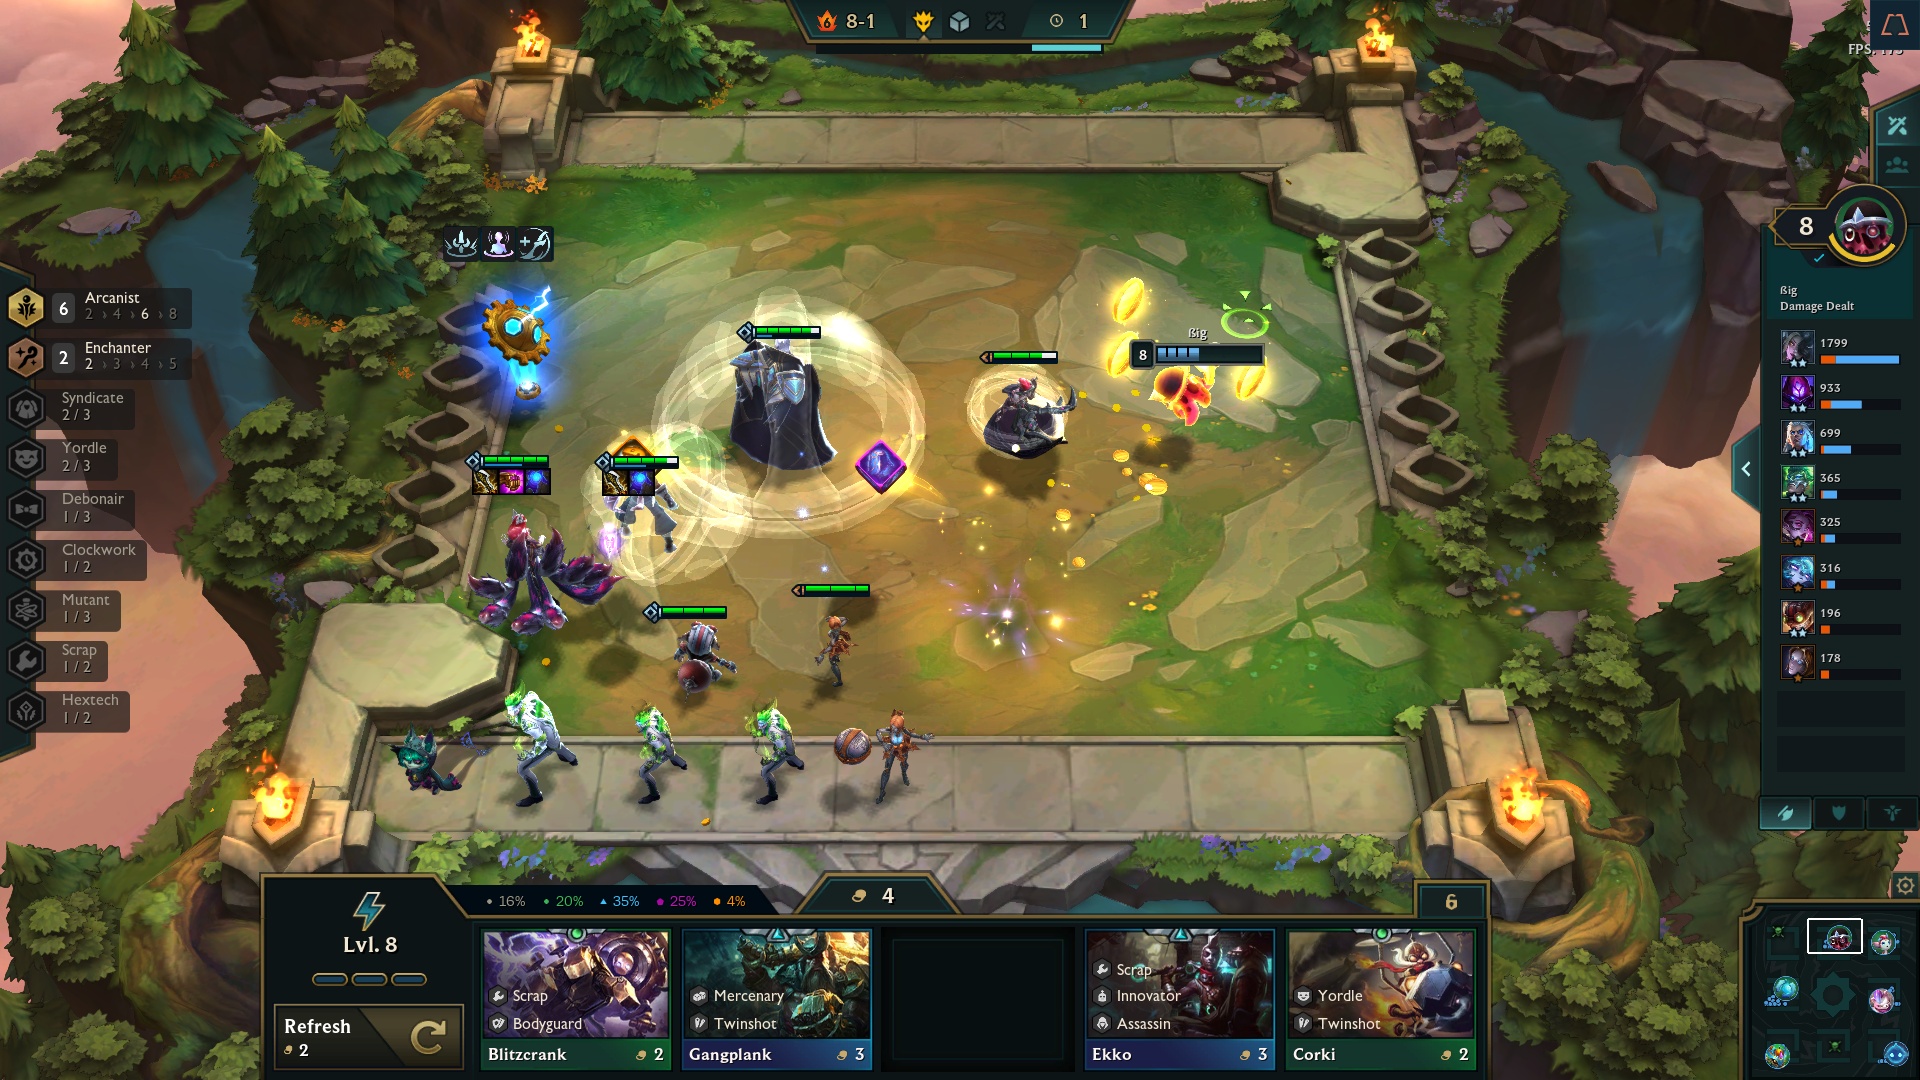 8-1
1
8
ßig
Damage Dealt
1799
933
699
365
325
316
196
178
6 Arcanist
2 › 4 › 6 › 8
2 Enchanter
2 › 3 › 4 › 5
Syndicate
2 / 3
Yordle
2 / 3
Debonair
1 / 3
Clockwork
1 / 2
Mutant
1 / 3
Scrap
1 / 2
Hextech
1 / 2
ßig
8
16% 20% 35% 25% 4%
4
6
Lvl. 8
Refresh
2
Scrap
Bodyguard
Blitzcrank 2
Mercenary
Twinshot
Gangplank 3
Scrap
Innovator
Assassin
Ekko 3
Yordle
Twinshot
Corki 2